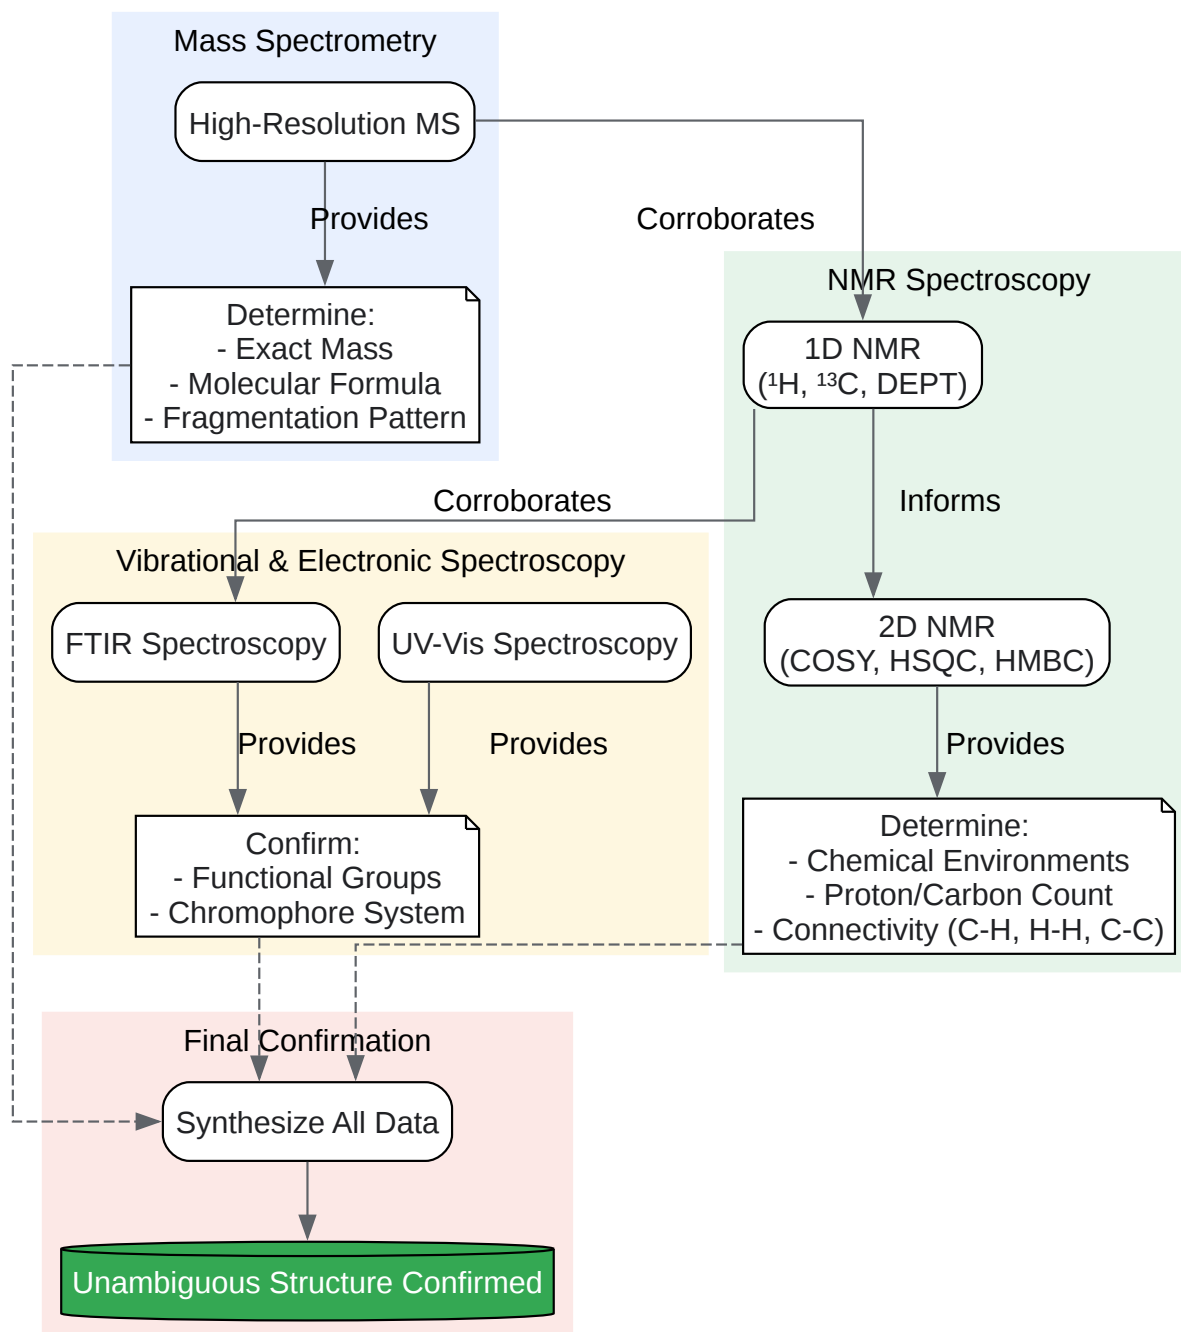 Mass Spectrometry
High-Resolution MS
Provides
Corroborates
Determine:
- Exact Mass
- Molecular Formula
- Fragmentation Pattern
NMR Spectroscopy
1D NMR
(¹H, ¹³C, DEPT)
Corroborates
Informs
Vibrational & Electronic Spectroscopy
FTIR Spectroscopy
UV-Vis Spectroscopy
2D NMR
(COSY, HSQC, HMBC)
Provides
Provides
Provides
Confirm:
- Functional Groups
- Chromophore System
Determine:
- Chemical Environments
- Proton/Carbon Count
- Connectivity (C-H, H-H, C-C)
Final Confirmation
Synthesize All Data
Unambiguous Structure Confirmed